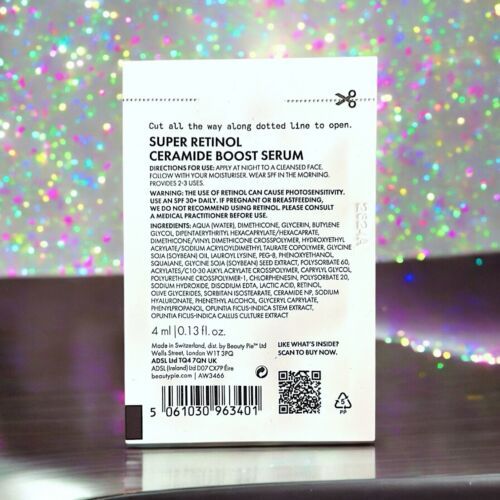 Cut all the way along dotted line to open.
SUPER RETINOL
CERAMIDE BOOST SERUM
DIRECTIONS FOR USE: APPLY AT NIGHT TO A CLEANSED FACE,
FOLLOW WITH YOUR MOISTURISER. WEAR SPF IN THE MORNING.
PROVIDES 2-3 USES.
WARNING: THE USE OF RETINOL CAN CAUSE PHOTOSENSITIVITY.
USE AN SPF 30+ DAILY. IF PREGNANT OR BREASTFEEDING,
WE DO NOT RECOMMEND USING RETINOL. PLEASE CONSULT
A MEDICAL PRACTITIONER BEFORE USE.
INGREDIENTS: AQUA (WATER), DIMETHICONE, GLYCERIN, BUTYLENE
GLYCOL, DIPENTAERYTHRITYL HEXACAPRYLATE/HEXACAPRATE,
DIMETHICONE/VINYL DIMETHICONE CROSSPOLYMER, HYDROXYETHYL
ACRYLATE/SODIUM ACRYLOYLDIMETHYL TAURATE COPOLYMER, GLYCINE
SOJA (SOYBEAN) OIL, LAUROYL LYSINE, PEG-8, PHENOXYETHANOL,
SQUALANE, GLYCINE SOJA (SOYBEAN) SEED EXTRACT, POLYSORBATE 60,
ACRYLATES/C10-30 ALKYL ACRYLATE CROSSPOLYMER, CAPRYLYL GLYCOL,
POLYURETHANE CROSSPOLYMER-1, CHLORPHENESIN, POLYSORBATE 20,
SODIUM HYDROXIDE, DISODIUM EDTA, LACTIC ACID, RETINOL,
OLIVE GLYCERIDES, SORBITAN ISOSTEARATE, CERAMIDE NP, SODIUM
HYALURONATE, PHENETHYL ALCOHOL, GLYCERYL CAPRYLATE,
PHENYLPROPANOL, OPUNTIA FICUS-INDICA STEM EXTRACT,
OPUNTIA FICUS-INDICA CALLUS CULTURE EXTRACT
4 ml | 0.13 fl. oz.
Made in Switzerland, dist. by Beauty Pie™ Ltd
Wells Street, London W1T 3PQ
ADSL Ltd TQ4 7QN UK
ADSL (Ireland) Ltd D07 CX7P Éire
beautypie.com | AW3466
LIKE WHAT'S INSIDE?
SCAN TO BUY NOW.
5 061030 963401
5
PP